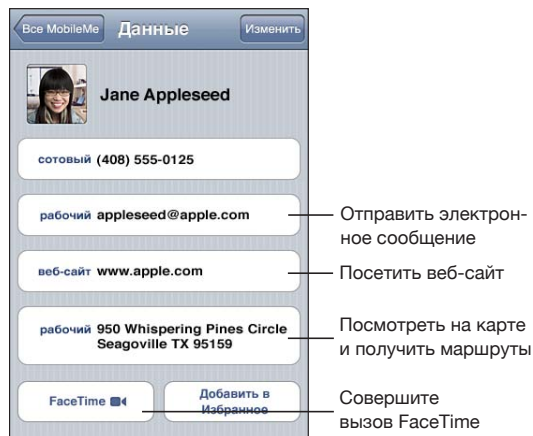 Все MobileMe Данные Изменить
Jane Appleseed
сотовый (408) 555-0125
рабочий appleseed@apple.com
Отправить электрон-
ное сообщение
веб-сайт www.apple.com
Посетить веб-сайт
рабочий 950 Whispering Pines Circle
Seagoville TX 95159
Посмотреть на карте
и получить маршруты
FaceTime
Добавить в
Избранное
Совершите
вызов FaceTime